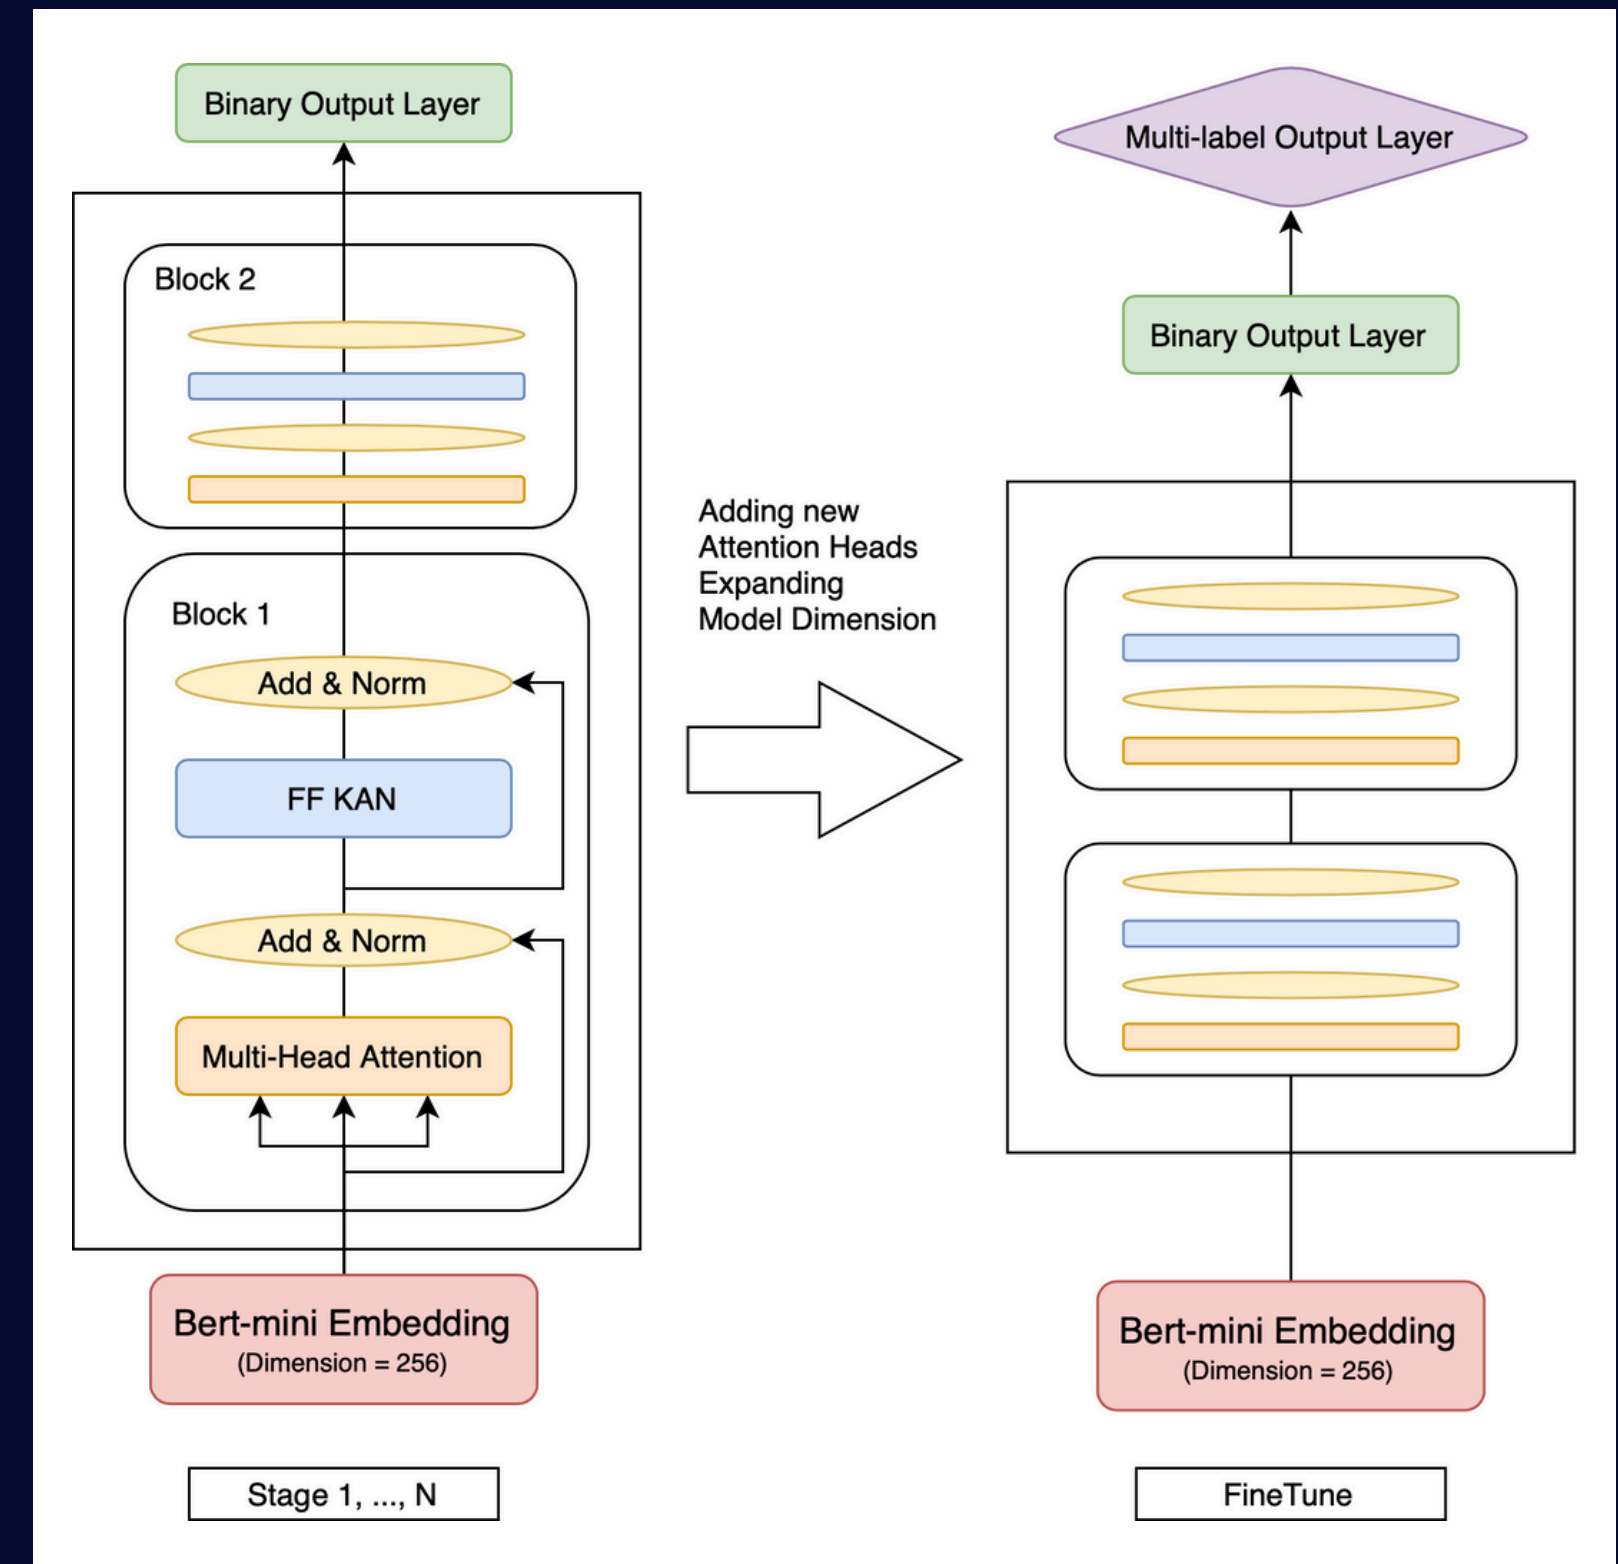 Binary Output Layer
Block 2
Block 1
Add & Norm
FF KAN
Add & Norm
Multi-Head Attention
Bert-mini Embedding
(Dimension = 256)
Stage 1, ..., N
Adding new
Attention Heads
Expanding
Model Dimension
Multi-label Output Layer
Binary Output Layer
Bert-mini Embedding
(Dimension = 256)
FineTune